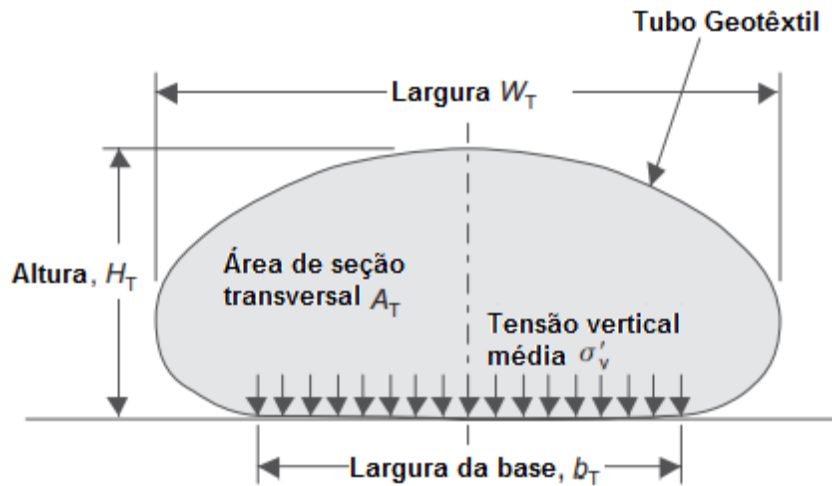 Tubo Geotêxtil
Largura W_T
Altura, H_T
Área de seção
transversal A_T
Tensão vertical
média σ′_v
Largura da base, b_T